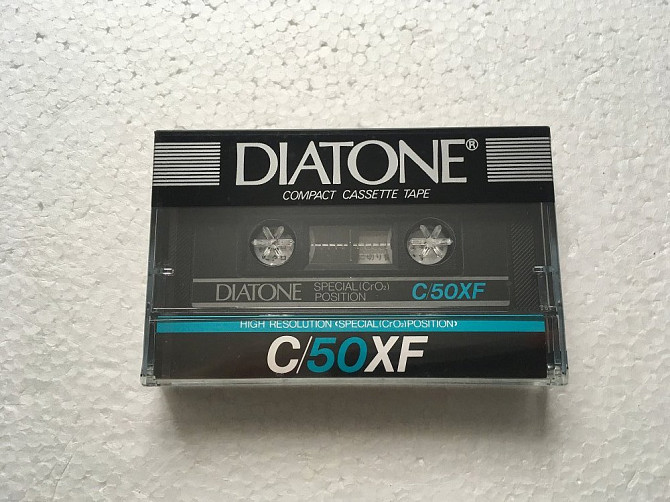 DIATONE®
COMPACT CASSETTE TAPE
DIATONE SPECIAL (CrO₂) POSITION C/50XF
HIGH RESOLUTION ‹SPECIAL (CrO₂) POSITION›
C/50XF